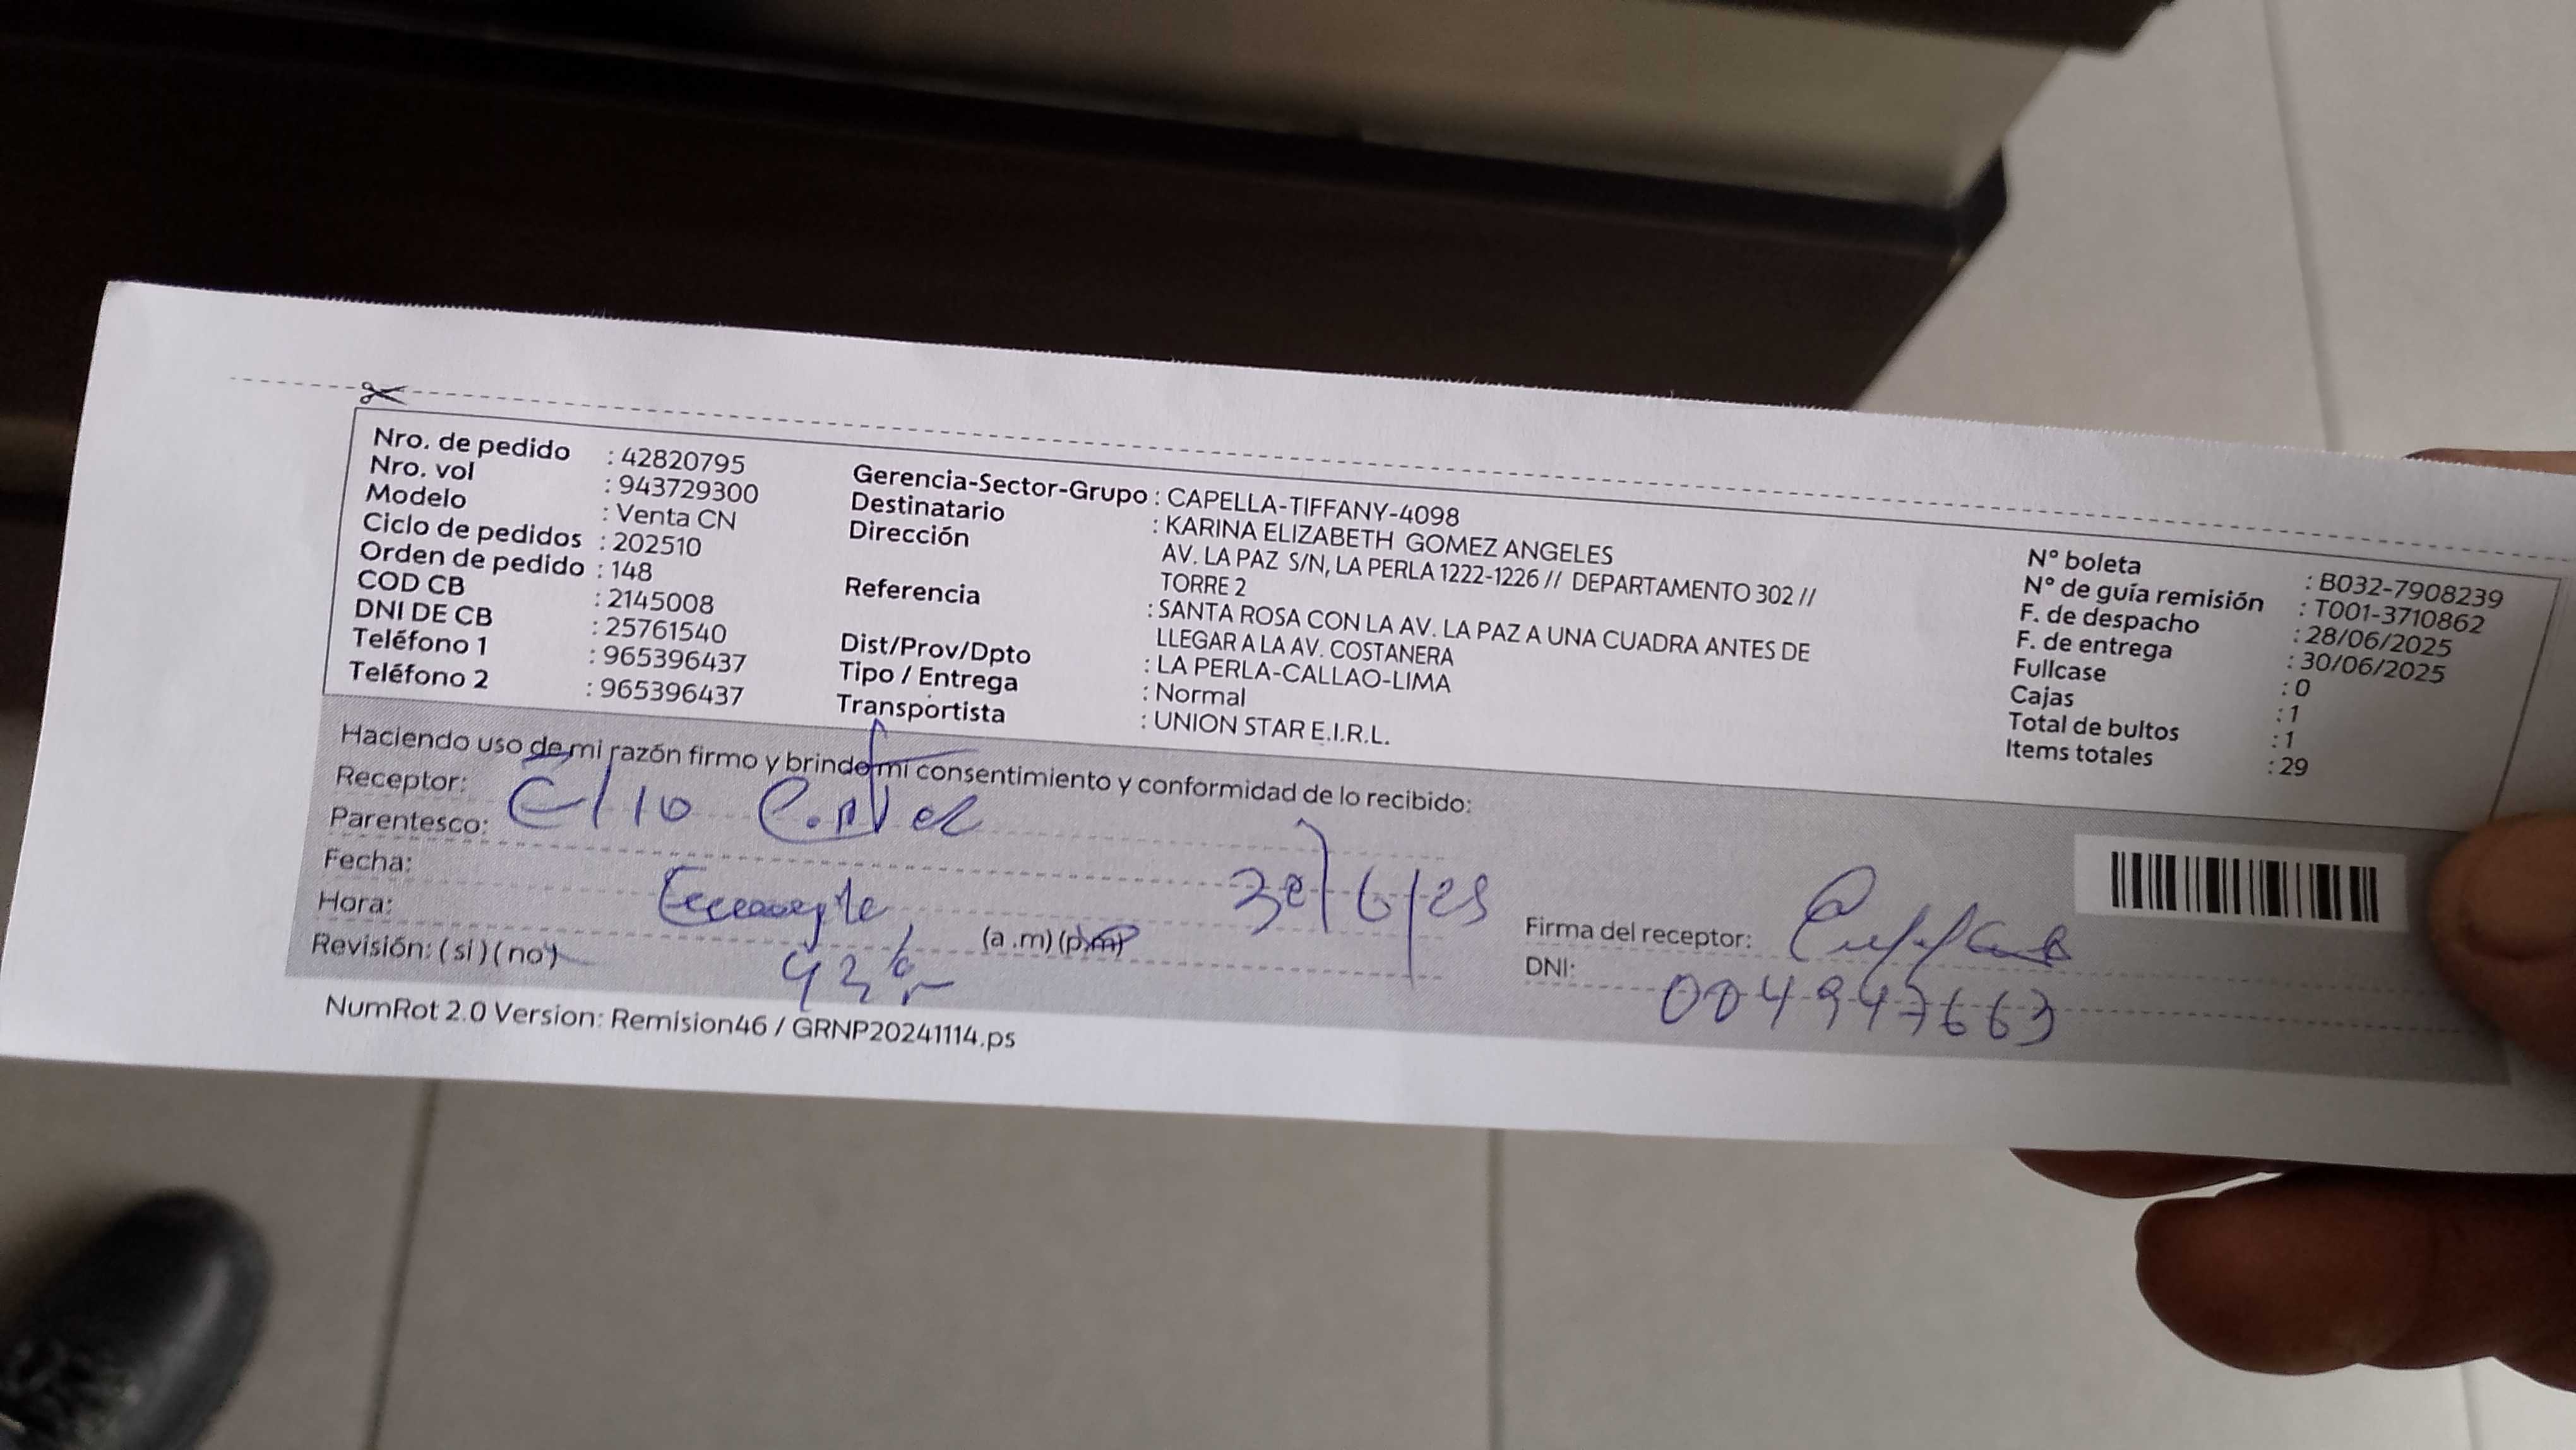 Nro. de pedido : 42820795
Nro. vol : 943729300
Modelo : Venta CN
Ciclo de pedidos : 202510
Orden de pedido : 148
COD CB : 2145008
DNI DE CB : 25761540
Teléfono 1 : 965396437
Teléfono 2 : 965396437
Gerencia-Sector-Grupo : CAPELLA-TIFFANY-4098
Destinatario : KARINA ELIZABETH GOMEZ ANGELES
Dirección AV. LA PAZ S/N, LA PERLA 1222-1226 // DEPARTAMENTO 302 //
TORRE 2
Referencia : SANTA ROSA CON LA AV. LA PAZ A UNA CUADRA ANTES DE
LLEGAR A LA AV. COSTANERA
Dist/Prov/Dpto : LA PERLA-CALLAO-LIMA
Tipo / Entrega : Normal
Transportista : UNION STAR E.I.R.L.
N° boleta : B032-7908239
N° de guía remisión : T001-3710862
F. de despacho : 28/06/2025
F. de entrega : 30/06/2025
Fullcase : 0
Cajas : 1
Total de bultos : 1
Items totales : 29
Haciendo uso de mi razón firmo y brindo mi consentimiento y conformidad de lo recibido:
Receptor: Elio
Parentesco:
Fecha: 30/6/25
Hora: (a.m) (p.m)
Revisión: (si) (no)
Firma del receptor:
DNI: 004947663
NumRot 2.0 Version: Remision46 / GRNP20241114.ps